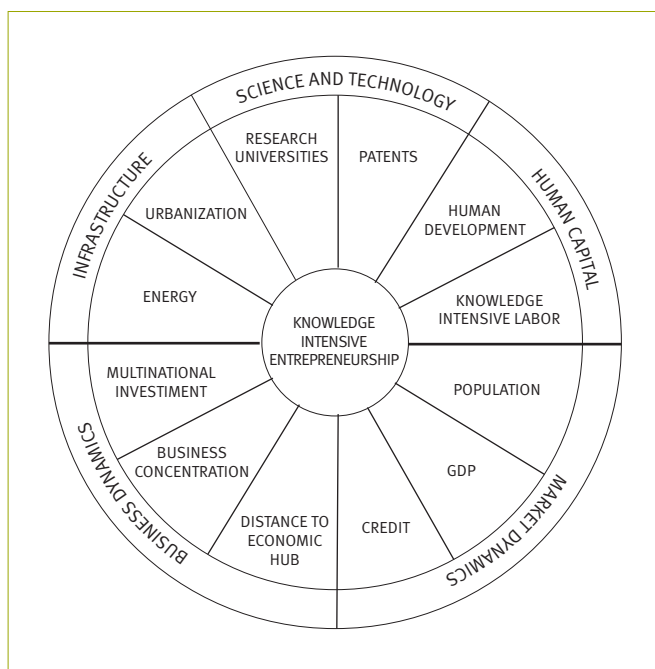 SCIENCE AND TECHNOLOGY
HUMAN CAPITAL
MARKET DYNAMICS
BUSINESS DYNAMICS
INFRASTRUCTURE
RESEARCH
UNIVERSITIES
PATENTS
HUMAN
DEVELOPMENT
KNOWLEDGE
INTENSIVE LABOR
POPULATION
GDP
CREDIT
DISTANCE TO
ECONOMIC
HUB
BUSINESS
CONCENTRATION
MULTINATIONAL
INVESTIMENT
ENERGY
URBANIZATION
KNOWLEDGE
INTENSIVE
ENTREPRENEURSHIP